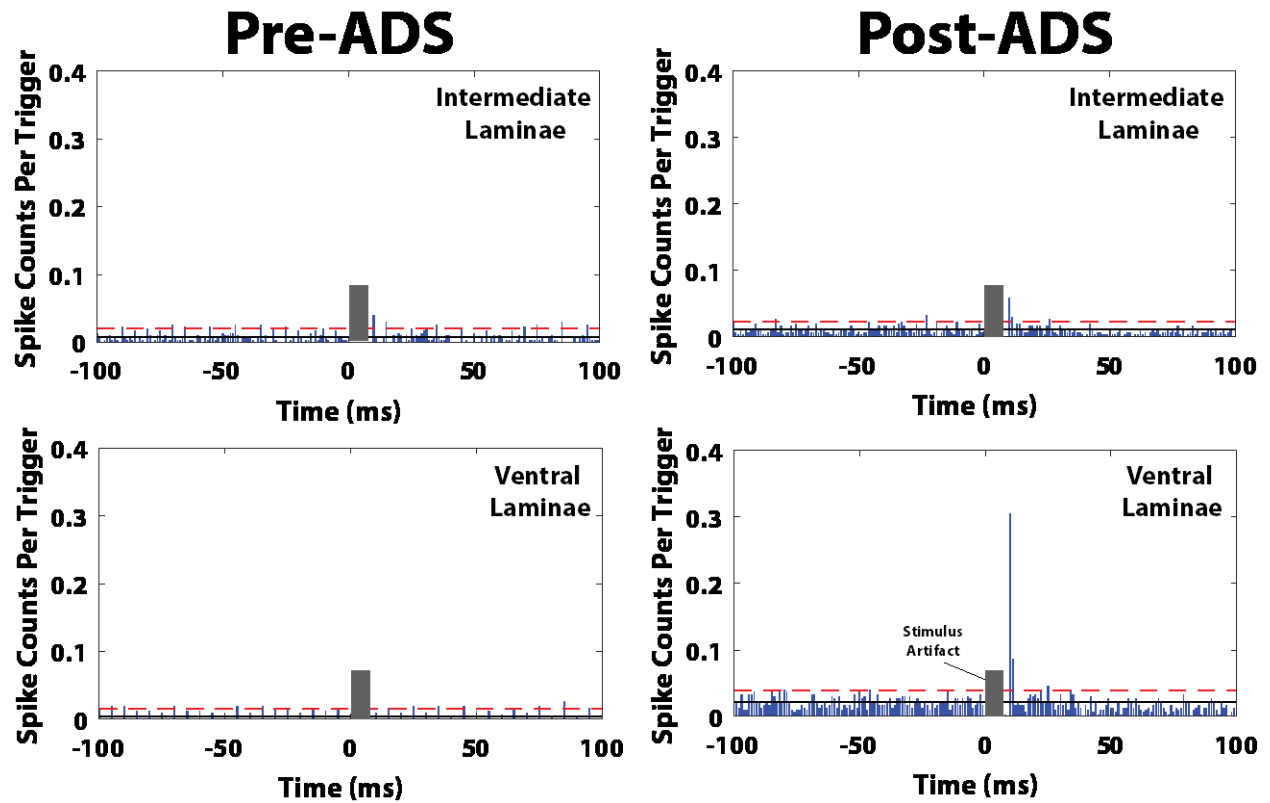 Pre-ADS
Post-ADS
Spike Counts Per Trigger
0.4
0.3
0.2
0.1
0
Intermediate
Laminae
-100
-50
0
50
100
Time (ms)
Spike Counts Per Trigger
0.4
0.3
0.2
0.1
0
Intermediate
Laminae
-100
-50
0
50
100
Time (ms)
Spike Counts Per Trigger
0.4
0.3
0.2
0.1
0
Ventral
Laminae
-100
-50
0
50
100
Time (ms)
Spike Counts Per Trigger
0.4
0.3
0.2
0.1
0
Ventral
Laminae
Stimulus
Artifact
-100
-50
0
50
100
Time (ms)